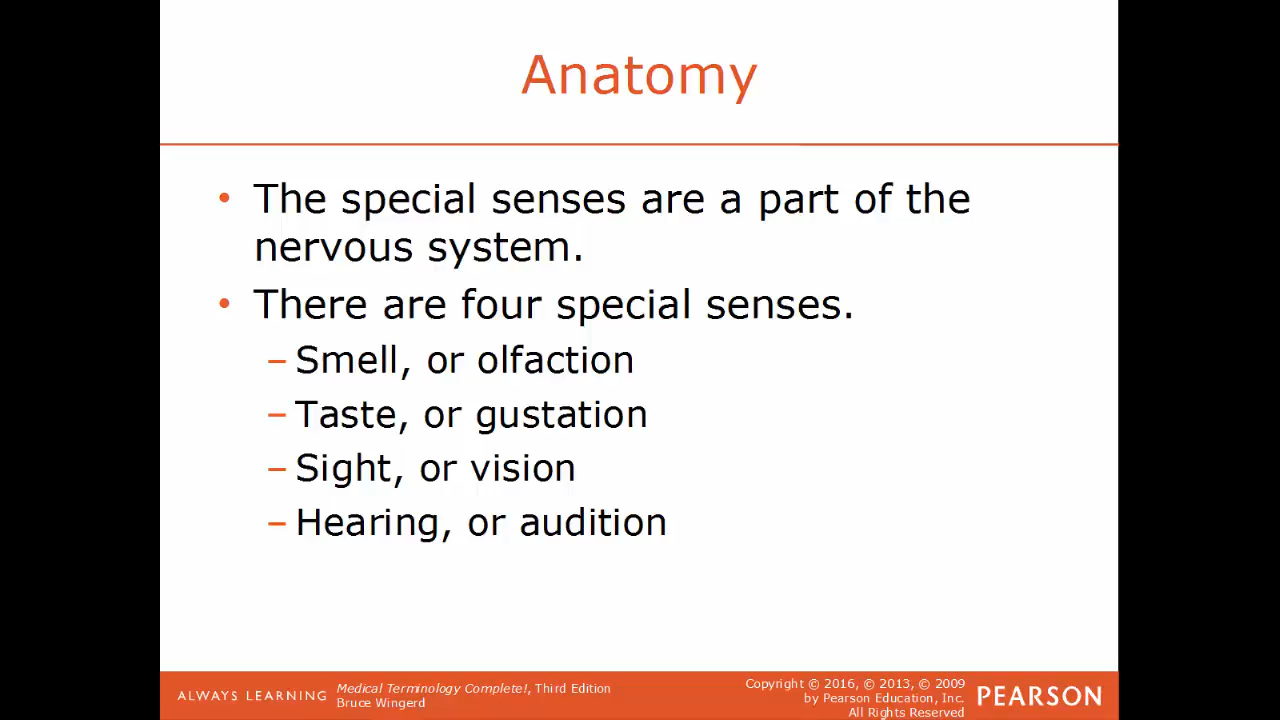 Anatomy
• The special senses are a part of the
nervous system.
• There are four special senses.
– Smell, or olfaction
– Taste, or gustation
– Sight, or vision
– Hearing, or audition
ALWAYS LEARNING
Medical Terminology Complete!, Third Edition
Bruce Wingerd
Copyright © 2016, © 2013, © 2009
by Pearson Education, Inc.
All Rights Reserved
PEARSON